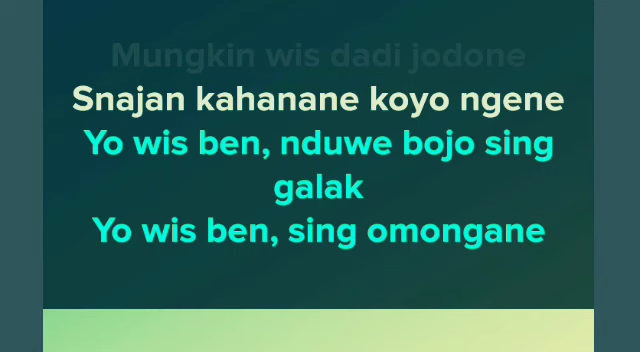 Mungkin wis dadi jodone
Snajan kahanane koyo ngene
Yo wis ben, nduwe bojo sing
galak
Yo wis ben, sing omongane